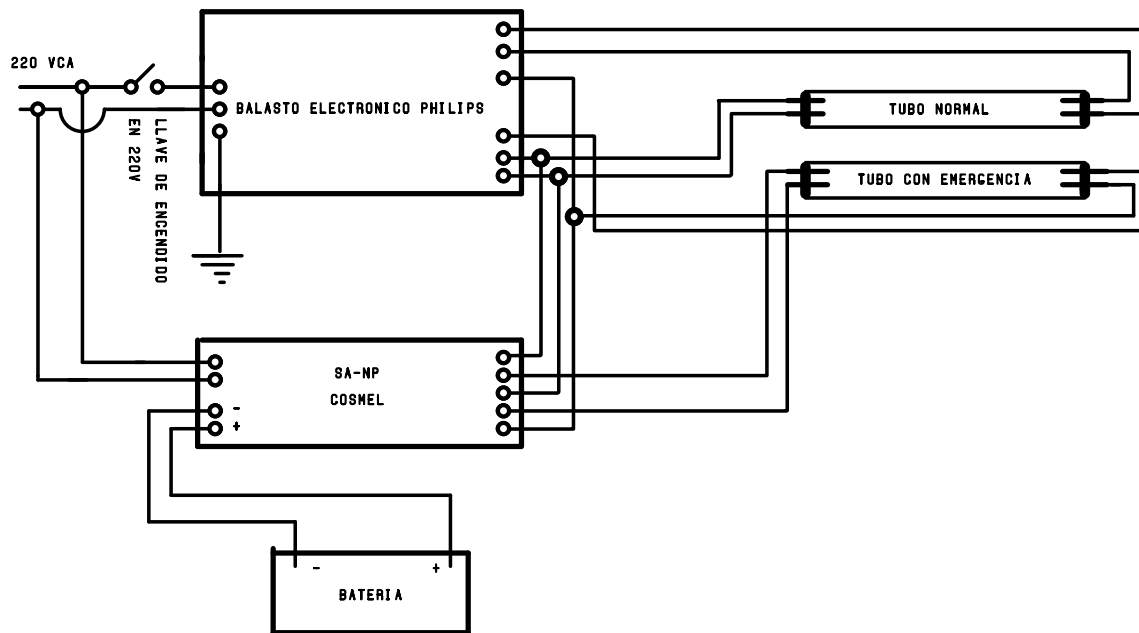 220 VCA
BALASTO ELECTRONICO PHILIPS
LLAVE DE ENCENDIDO
EN 220V
TUBO NORMAL
TUBO CON EMERGENCIA
SA-NP
COSMEL
-
+
- +
BATERIA